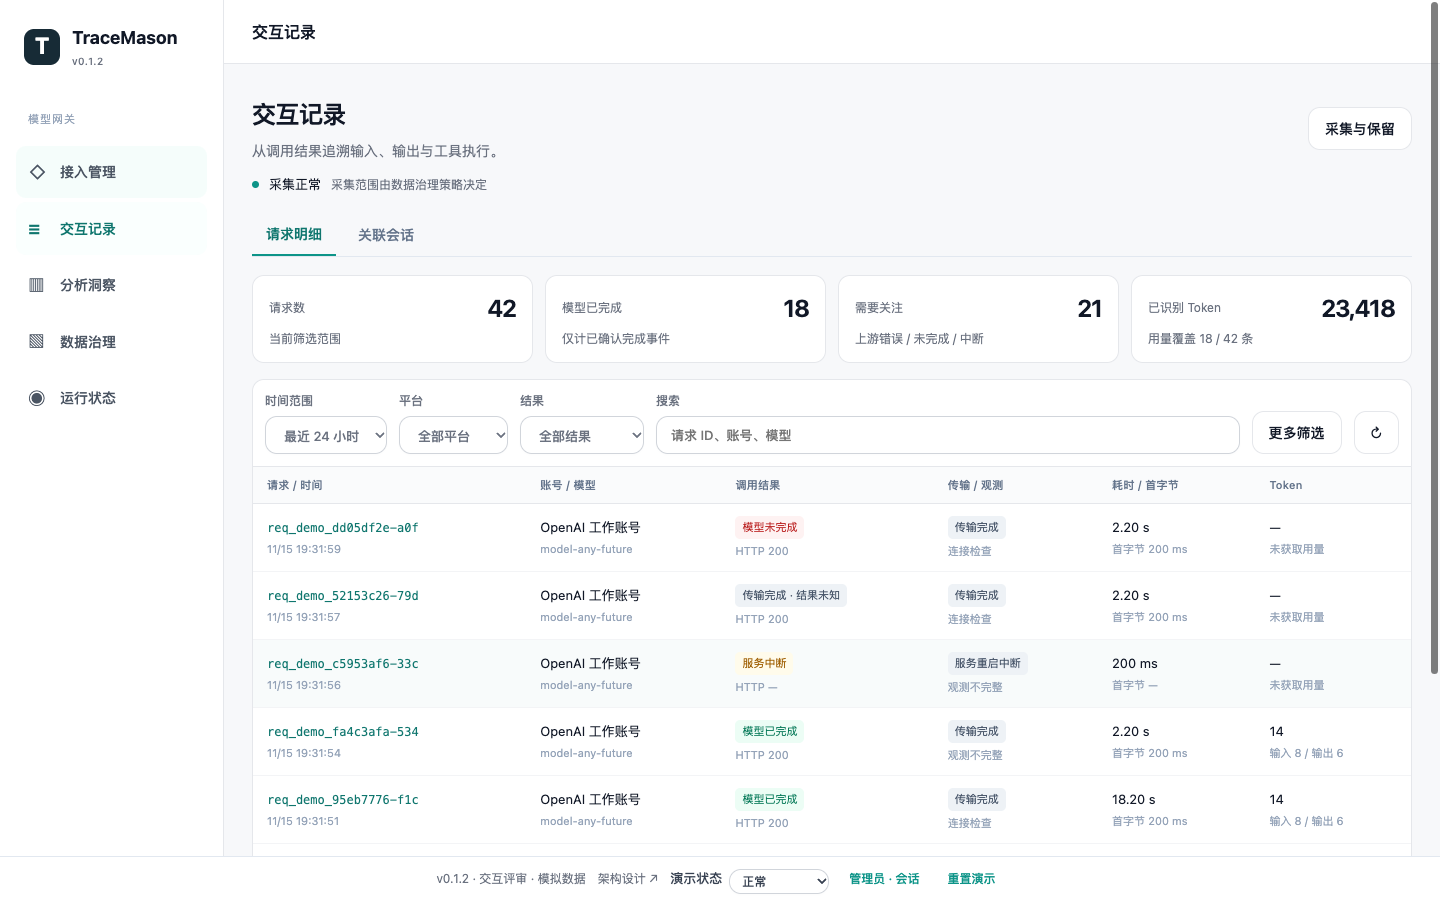 T
TraceMason
v0.1.2
模型网关
接入管理
交互记录
分析洞察
数据治理
运行状态
交互记录
交互记录
从调用结果追溯输入、输出与工具执行。
采集正常 采集范围由数据治理策略决定
采集与保留
请求明细 关联会话
请求数 42
当前筛选范围
模型已完成 18
仅计已确认完成事件
需要关注 21
上游错误 / 未完成 / 中断
已识别 Token 23,418
用量覆盖 18 / 42 条
时间范围 平台 结果 搜索
最近 24 小时 全部平台 全部结果 请求 ID、账号、模型 更多筛选 ↻
请求 / 时间 账号 / 模型 调用结果 传输 / 观测 耗时 / 首字节 Token
req_demo_dd05df2e-a0f OpenAI 工作账号 模型未完成 传输完成 2.20 s —
11/15 19:31:59 model-any-future HTTP 200 连接检查 首字节 200 ms 未获取用量
req_demo_52153c26-79d OpenAI 工作账号 传输完成 · 结果未知 传输完成 2.20 s —
11/15 19:31:57 model-any-future HTTP 200 连接检查 首字节 200 ms 未获取用量
req_demo_c5953af6-33c OpenAI 工作账号 服务中断 服务重启中断 200 ms —
11/15 19:31:56 model-any-future HTTP — 观测不完整 首字节 — 未获取用量
req_demo_fa4c3afa-534 OpenAI 工作账号 模型已完成 传输完成 2.20 s 14
11/15 19:31:54 model-any-future HTTP 200 观测不完整 首字节 200 ms 输入 8 / 输出 6
req_demo_95eb7776-f1c OpenAI 工作账号 模型已完成 传输完成 18.20 s 14
11/15 19:31:51 model-any-future HTTP 200 连接检查 首字节 200 ms 输入 8 / 输出 6
v0.1.2 · 交互评审 · 模拟数据 架构设计 ↗ 演示状态 正常 管理员 · 会话 重置演示